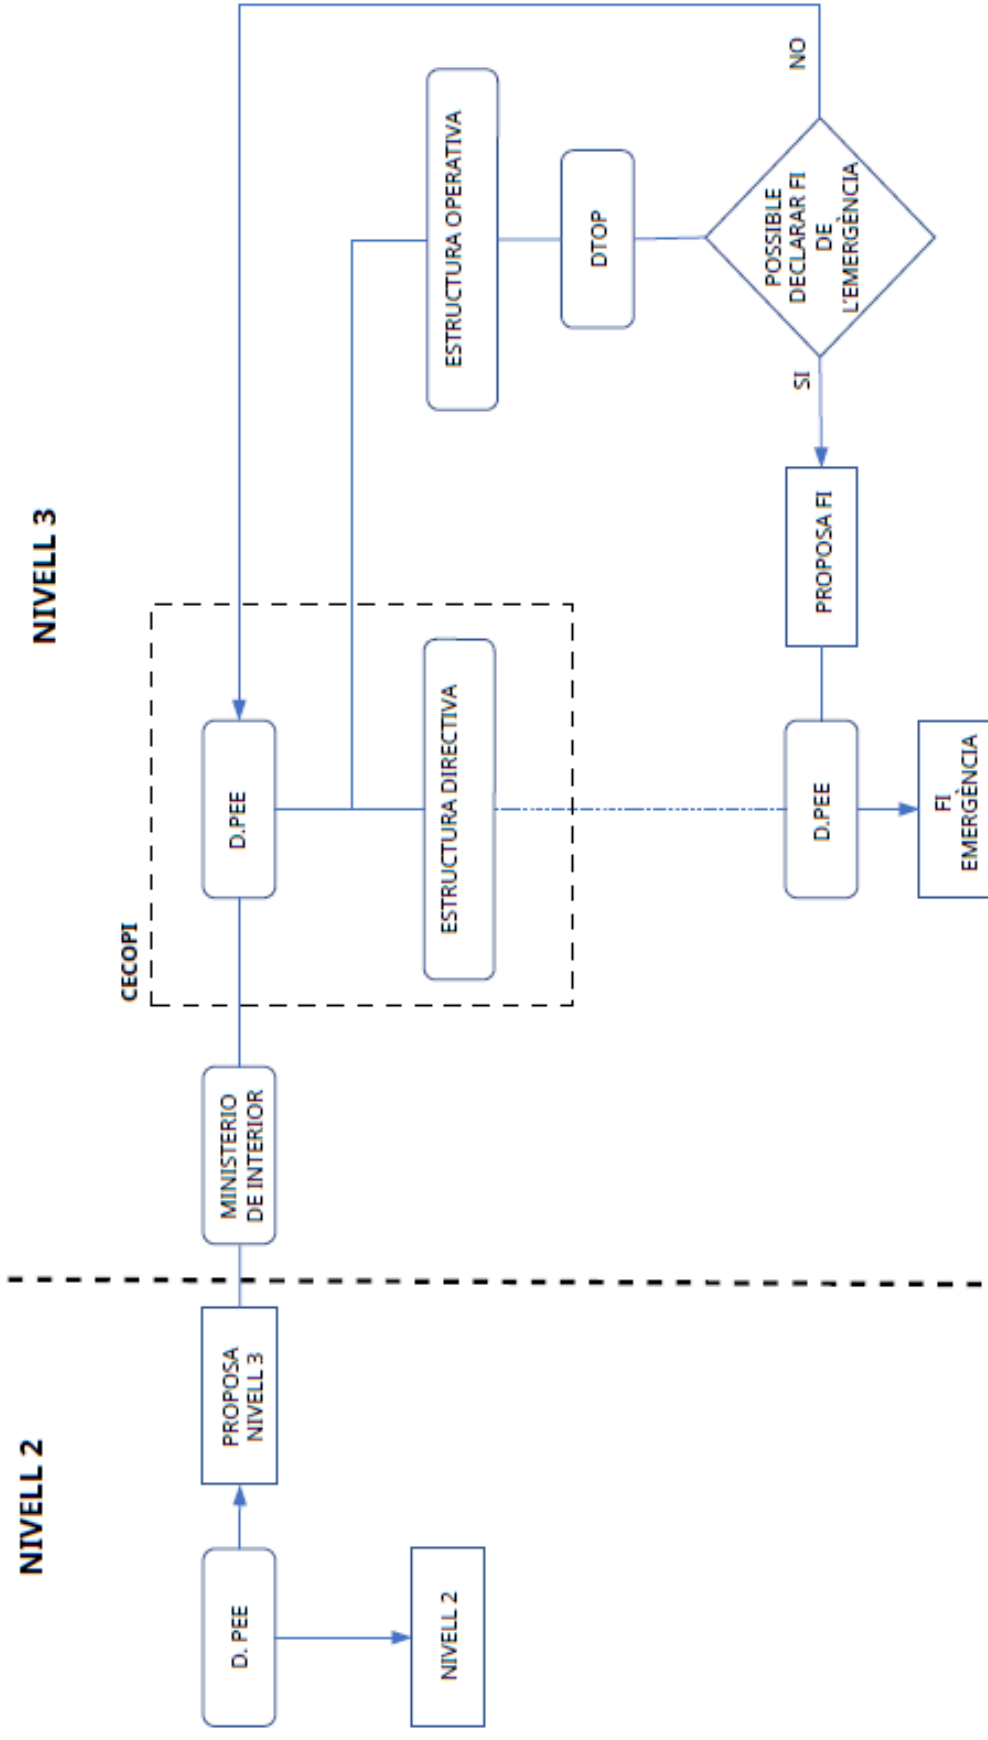 NIVELL 2
NIVELL 3
D. PEE
PROPOSA
NIVELL 3
NIVELL 2
MINISTERIO
DE INTERIOR
CECOPI
D.PEE
ESTRUCTURA DIRECTIVA
ESTRUCTURA OPERATIVA
DTOP
POSSIBLE
DECLARAR FI
DE
L'EMERGÈNCIA
NO
SI
PROPOSA FI
D.PEE
FI
EMERGÈNCIA